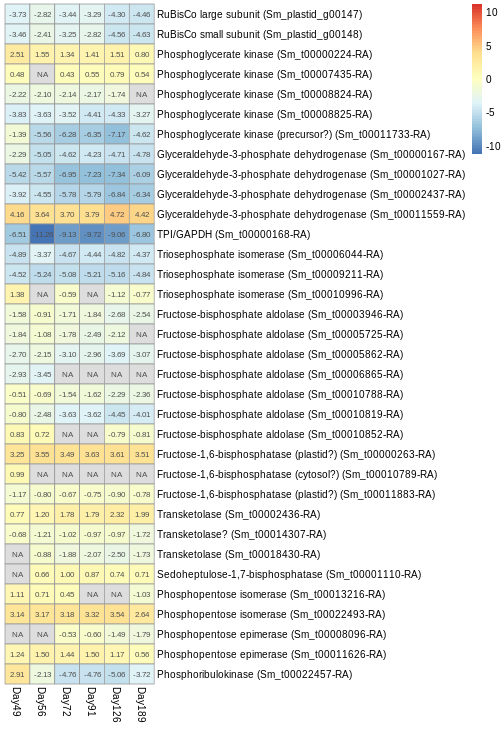 -3.73 -2.82 -3.44 -3.29 -4.30 -4.46 RuBisCo large subunit (Sm_plastid_g00147)
-3.46 -2.41 -3.25 -2.82 -4.56 -4.63 RuBisCo small subunit (Sm_plastid_g00148)
2.51 1.55 1.34 1.41 1.51 0.80 Phosphoglycerate kinase (Sm_t00000224-RA)
0.48 NA 0.43 0.55 0.79 0.54 Phosphoglycerate kinase (Sm_t00007435-RA)
-2.22 -2.10 -2.14 -2.17 -1.74 NA Phosphoglycerate kinase (Sm_t00008824-RA)
-3.83 -3.63 -3.52 -4.41 -4.33 -3.27 Phosphoglycerate kinase (Sm_t00008825-RA)
-1.39 -5.56 -6.28 -6.35 -7.17 -4.62 Phosphoglycerate kinase (precursor?) (Sm_t00011733-RA)
-2.29 -5.05 -4.62 -4.23 -4.71 -4.78 Glyceraldehyde-3-phosphate dehydrogenase (Sm_t00000167-RA)
-5.42 -5.57 -6.95 -7.23 -7.34 -6.09 Glyceraldehyde-3-phosphate dehydrogenase (Sm_t00001027-RA)
-3.92 -4.55 -5.78 -5.79 -6.84 -6.34 Glyceraldehyde-3-phosphate dehydrogenase (Sm_t00002437-RA)
4.16 3.64 3.70 3.79 4.72 4.42 Glyceraldehyde-3-phosphate dehydrogenase (Sm_t00011559-RA)
-6.51 -9.13 -9.72 -9.06 -6.80 TPI/GAPDH (Sm_t00000168-RA)
-4.89 -3.37 -4.67 -4.44 -4.82 -4.37 Triosephosphate isomerase (Sm_t00006044-RA)
-4.52 -5.24 -5.08 -5.21 -5.16 -4.84 Triosephosphate isomerase (Sm_t00009211-RA)
1.38 NA -0.59 NA -1.12 -0.77 Triosephosphate isomerase (Sm_t00010996-RA)
-1.58 -0.91 -1.71 -1.84 -2.68 -2.54 Fructose-bisphosphate aldolase (Sm_t00003946-RA)
-1.84 -1.08 -1.78 -2.49 -2.12 NA Fructose-bisphosphate aldolase (Sm_t00005725-RA)
-2.70 -2.15 -3.10 -2.96 -3.69 -3.07 Fructose-bisphosphate aldolase (Sm_t00005862-RA)
-2.93 -3.45 NA NA NA NA Fructose-bisphosphate aldolase (Sm_t00006865-RA)
-0.51 -0.69 -1.54 -1.62 -2.29 -2.36 Fructose-bisphosphate aldolase (Sm_t00010788-RA)
-0.80 -2.48 -3.63 -3.62 -4.45 -4.01 Fructose-bisphosphate aldolase (Sm_t00010819-RA)
0.83 0.72 NA NA -0.79 -0.81 Fructose-bisphosphate aldolase (Sm_t00010852-RA)
3.25 3.55 3.49 3.63 3.61 3.51 Fructose-1,6-bisphosphatase (plastid?) (Sm_t00000263-RA)
0.99 NA NA NA NA NA Fructose-1,6-bisphosphatase (cytosol?) (Sm_t00010789-RA)
-1.17 -0.80 -0.67 -0.75 -0.90 -0.78 Fructose-1,6-bisphosphatase (plastid?) (Sm_t00011883-RA)
0.77 1.20 1.78 1.79 2.32 1.99 Transketolase (Sm_t00002436-RA)
-0.68 -1.21 -1.02 -0.97 -0.97 -1.72 Transketolase? (Sm_t00014307-RA)
NA -0.88 -1.88 -2.07 -2.50 -1.73 Transketolase (Sm_t00018430-RA)
NA 0.66 1.00 0.87 0.74 0.71 Sedoheptulose-1,7-bisphosphatase (Sm_t00001110-RA)
1.11 0.71 0.45 NA NA -1.03 Phosphopentose isomerase (Sm_t00013216-RA)
3.14 3.17 3.18 3.32 3.54 2.64 Phosphopentose isomerase (Sm_t00022493-RA)
NA NA -0.53 -0.60 -1.49 -1.79 Phosphopentose epimerase (Sm_t00008096-RA)
1.24 1.50 1.44 1.50 1.17 0.56 Phosphopentose epimerase (Sm_t00011626-RA)
2.91 -2.13 -4.76 -4.76 -5.06 -3.72 Phosphoribulokinase (Sm_t00022457-RA)
Day49 Day56 Day72 Day91 Day126 Day189
10
5
0
-5
-10